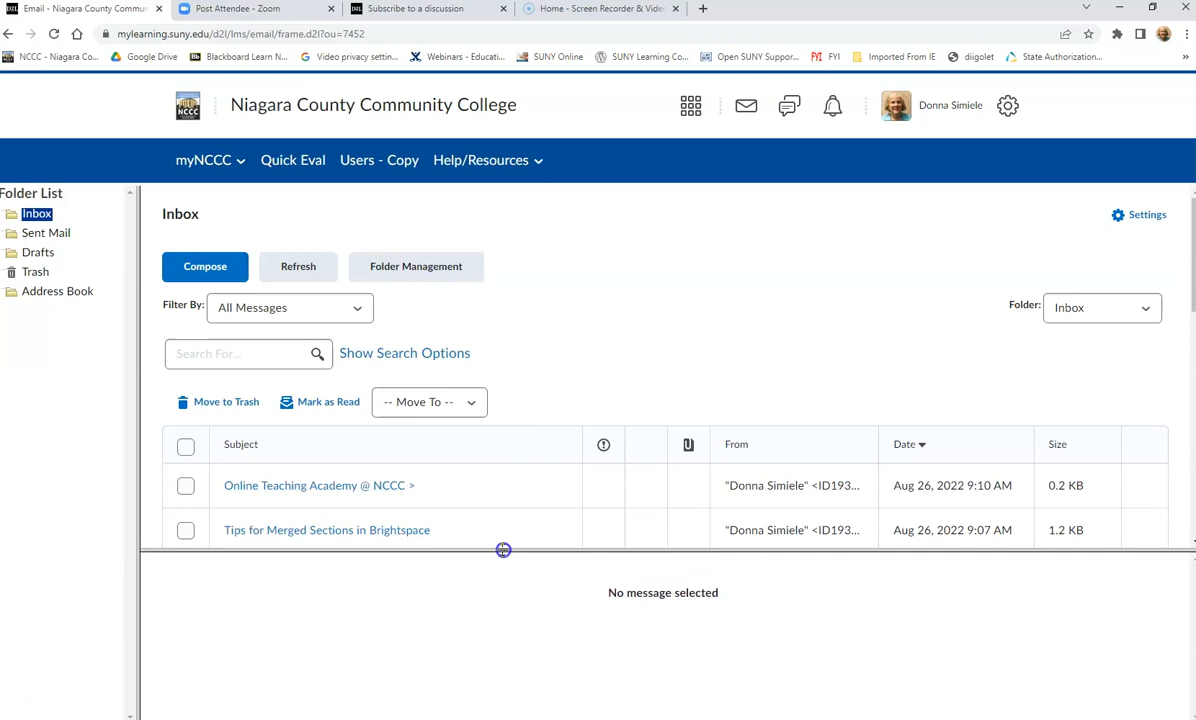 Email - Niagara County Commun
Post Attendee - Zoom
Subscribe to a discussion
Home - Screen Recorder & Video
mylearning.suny.edu/d2l/lms/email/frame.d2l?ou=7452
NCCC - Niagara Co...
Google Drive
Blackboard Learn N...
Video privacy settin...
Webinars - Educati...
SUNY Online
SUNY Learning Co...
Open SUNY Suppor...
FYI
Imported From IE
diigolet
State Authorization...
NCCC
Niagara County Community College
Donna Simiele
myNCCC
Quick Eval
Users - Copy
Help/Resources
Folder List
Inbox
Sent Mail
Drafts
Trash
Address Book
Inbox
Settings
Compose
Refresh
Folder Management
Filter By:
All Messages
Folder:
Inbox
Search For...
Show Search Options
Move to Trash
Mark as Read
-- Move To --
Subject
From
Date
Size
Online Teaching Academy @ NCCC >
"Donna Simiele" <ID193...
Aug 26, 2022 9:10 AM
0.2 KB
Tips for Merged Sections in Brightspace
"Donna Simiele" <ID193...
Aug 26, 2022 9:07 AM
1.2 KB
No message selected